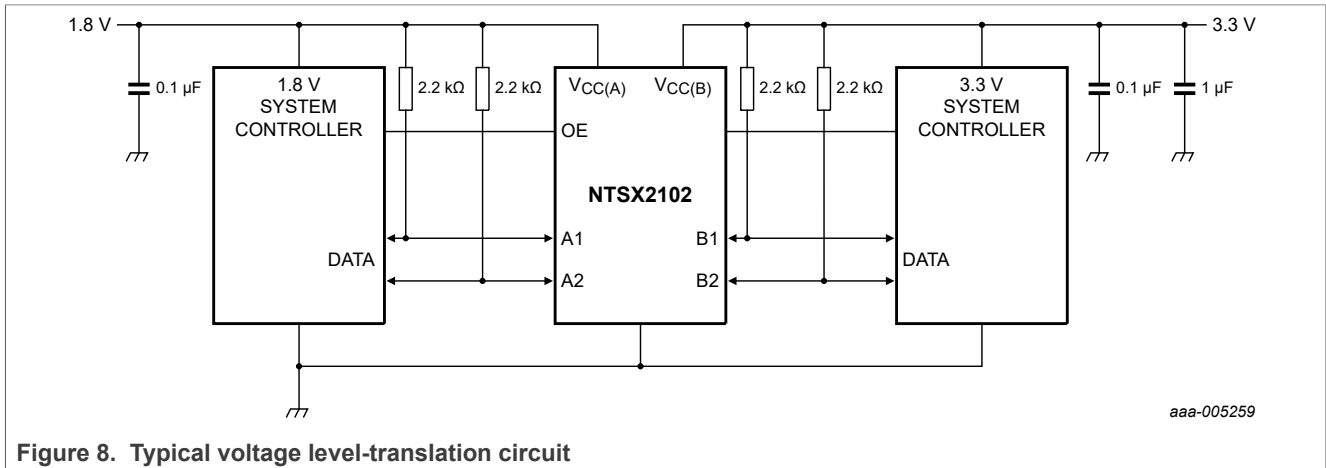 1.8 V
3.3 V
0.1 µF
1.8 V
SYSTEM
CONTROLLER
DATA
2.2 kΩ
2.2 kΩ
VCC(A)
VCC(B)
OE
NTSX2102
A1
A2
B1
B2
2.2 kΩ
2.2 kΩ
3.3 V
SYSTEM
CONTROLLER
DATA
0.1 µF
1 µF
aaa-005259
Figure 8. Typical voltage level-translation circuit